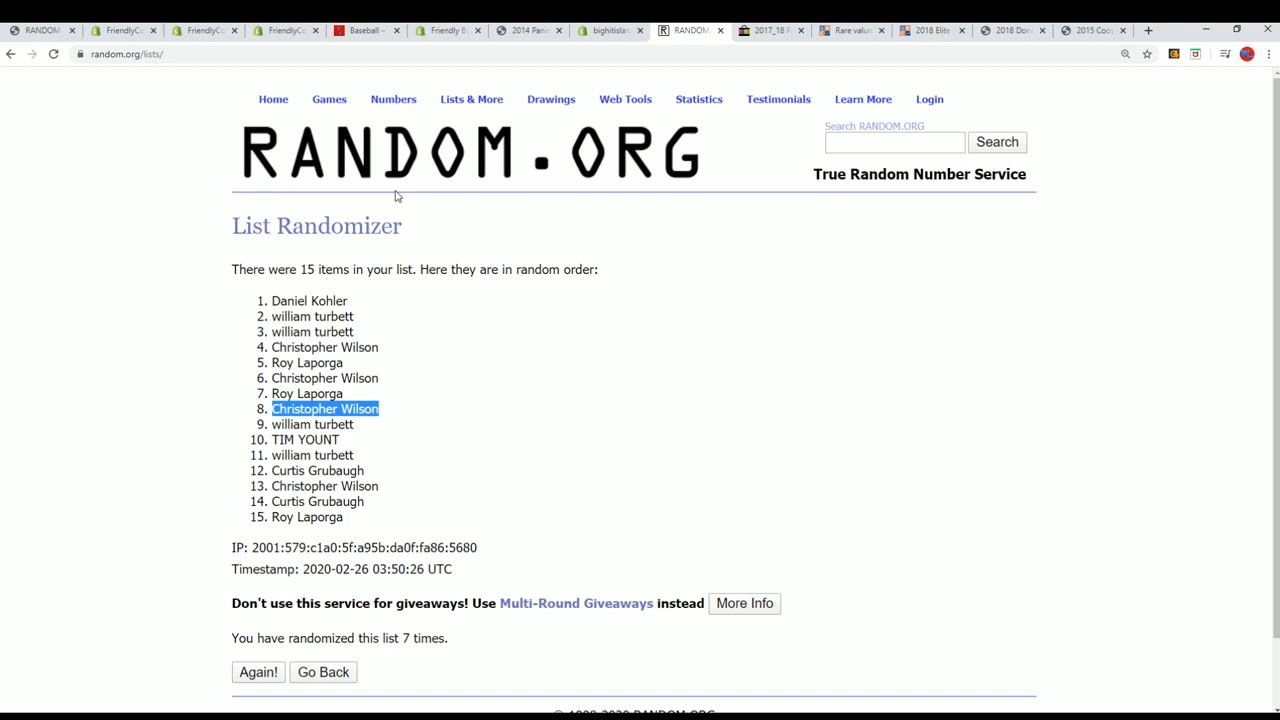 RANDOM FriendlyCo FriendlyCo FriendlyCo Baseball – Friendly B 2014 Panin bighitislan RANDOM 2017_18 P Rare value 2018 Elite 2018 Don 2015 Coop
random.org/lists/
Home Games Numbers Lists & More Drawings Web Tools Statistics Testimonials Learn More Login
RANDOM.ORG
Search RANDOM.ORG
Search
True Random Number Service
List Randomizer
There were 15 items in your list. Here they are in random order:
1. Daniel Kohler
2. william turbett
3. william turbett
4. Christopher Wilson
5. Roy Laporga
6. Christopher Wilson
7. Roy Laporga
8. Christopher Wilson
9. william turbett
10. TIM YOUNT
11. william turbett
12. Curtis Grubaugh
13. Christopher Wilson
14. Curtis Grubaugh
15. Roy Laporga
IP: 2001:579:c1a0:5f:a95b:da0f:fa86:5680
Timestamp: 2020-02-26 03:50:26 UTC
Don't use this service for giveaways! Use Multi-Round Giveaways instead More Info
You have randomized this list 7 times.
Again! Go Back